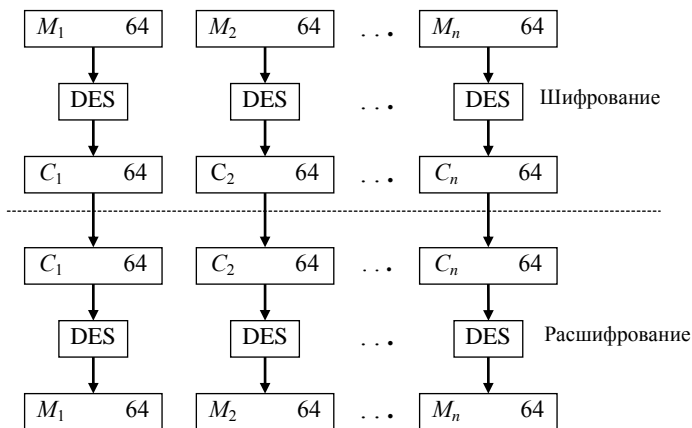 M₁ 64 M₂ 64 . . . Mₙ 64
DES DES . . . DES Шифрование
C₁ 64 C₂ 64 . . . Cₙ 64
C₁ 64 C₂ 64 . . . Cₙ 64
DES DES . . . DES Расшифрование
M₁ 64 M₂ 64 . . . Mₙ 64